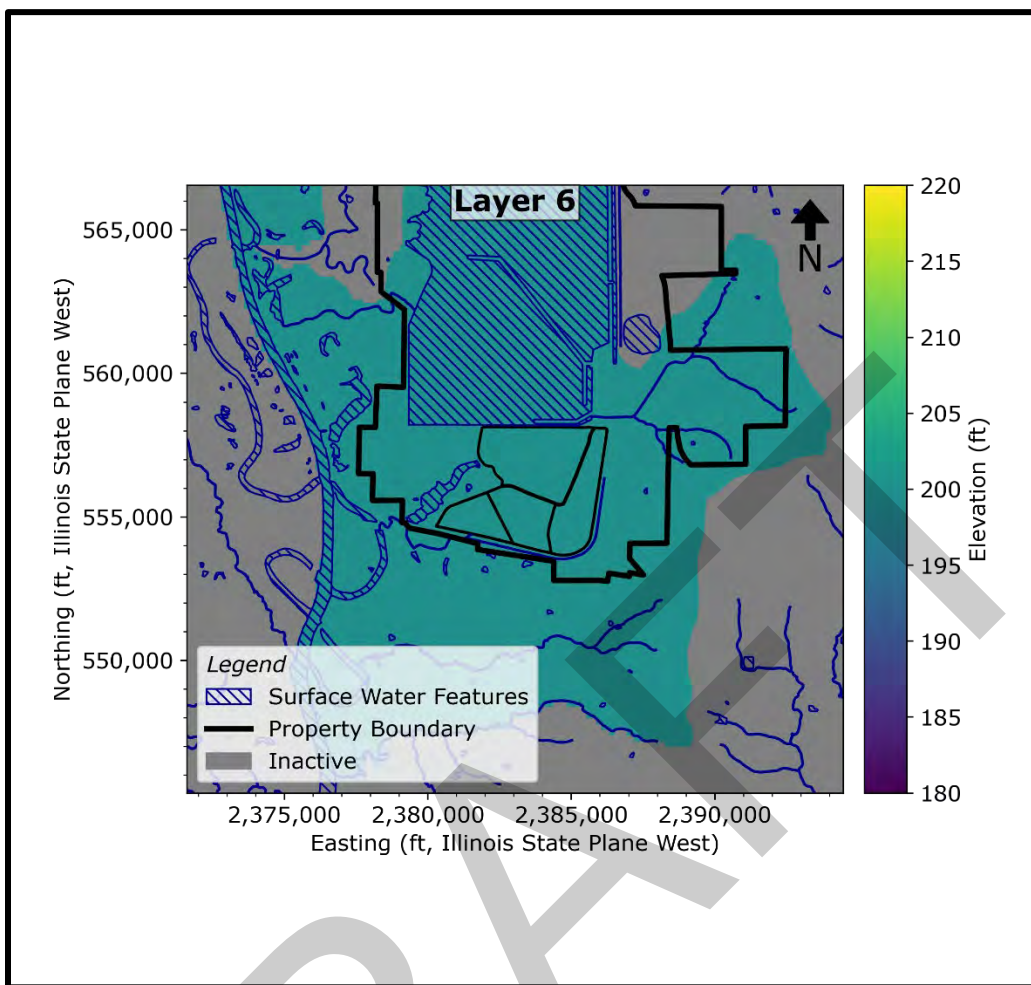 Layer 6
N
565,000
560,000
555,000
550,000
Northing (ft, Illinois State Plane West)
Legend
Surface Water Features
Property Boundary
Inactive
2,375,000
2,380,000
2,385,000
2,390,000
Easting (ft, Illinois State Plane West)
220
215
210
205
200
195
190
185
180
Elevation (ft)
DRAFT